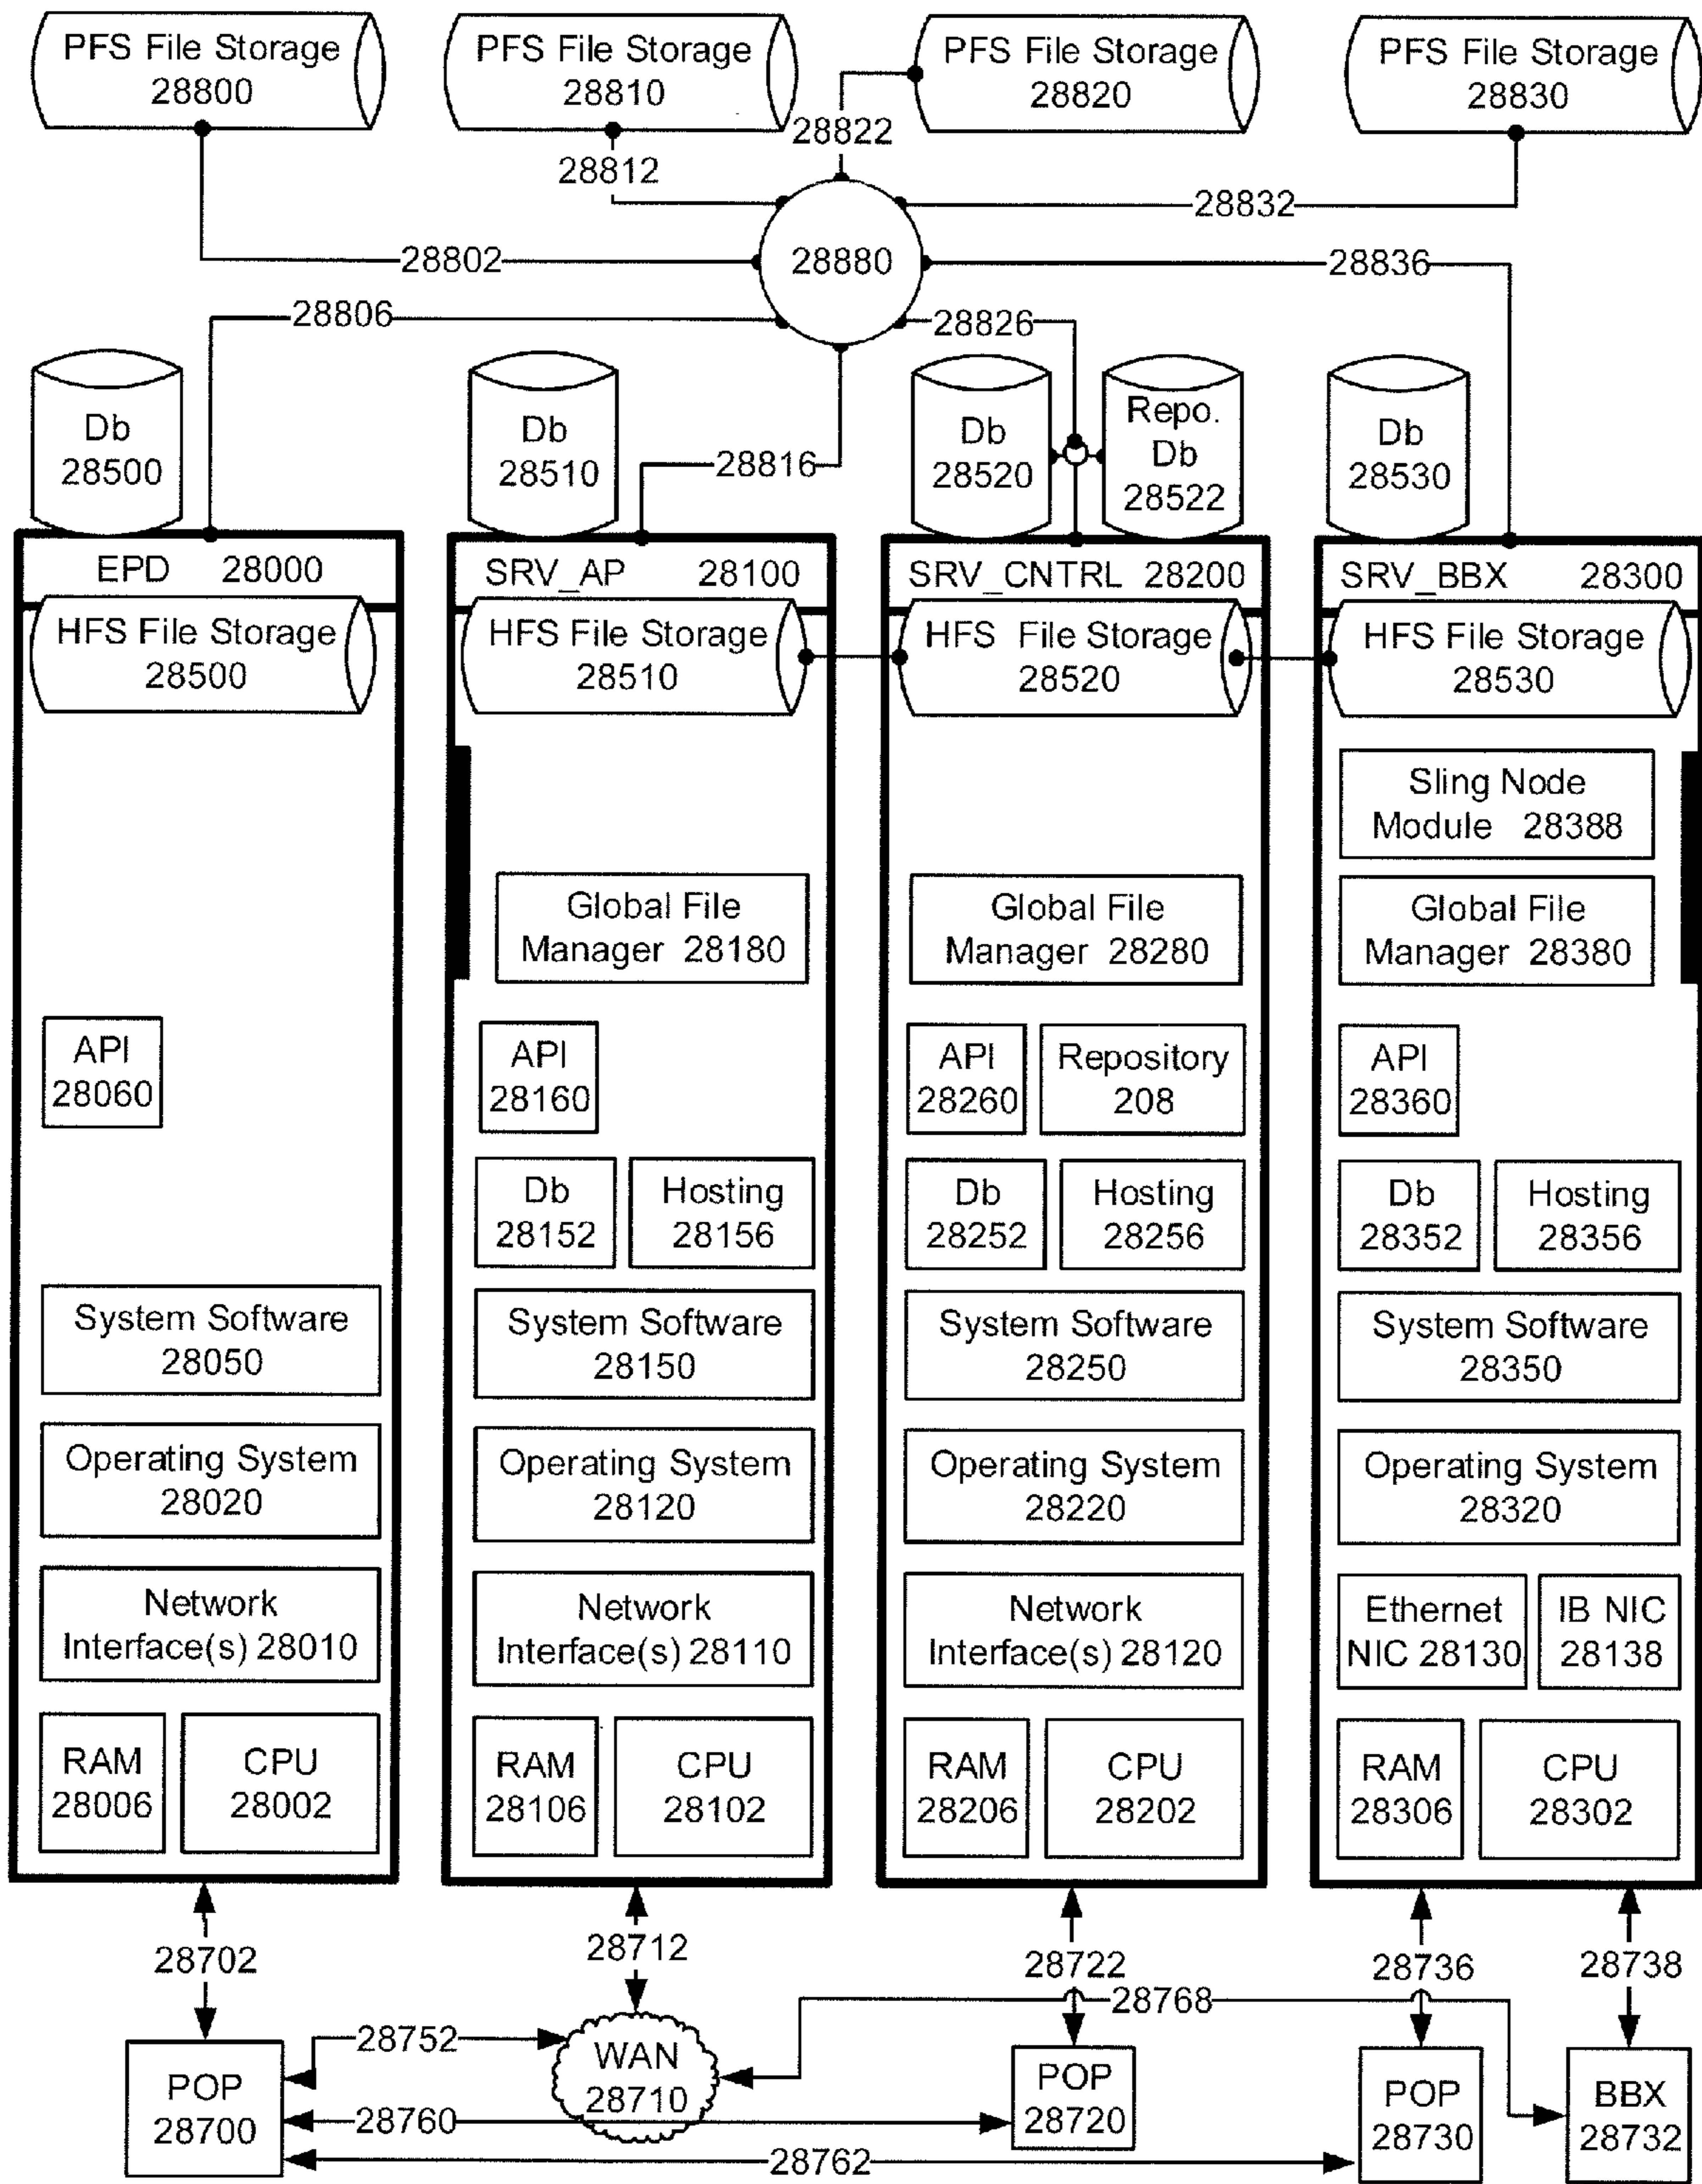 PFS File Storage
28800
PFS File Storage
28810
PFS File Storage
28820
PFS File Storage
28830
28822
28812
28832
28802
28880
28836
28806
28826
28816
Db
28500
Db
28510
Db
28520
Repo.
Db
28522
Db
28530
EPD 28000
HFS File Storage
28500
API
28060
System Software
28050
Operating System
28020
Network
Interface(s) 28010
RAM
28006
CPU
28002
SRV_AP 28100
HFS File Storage
28510
Global File
Manager 28180
API
28160
Db
28152
Hosting
28156
System Software
28150
Operating System
28120
Network
Interface(s) 28110
RAM
28106
CPU
28102
SRV_CNTRL 28200
HFS File Storage
28520
Global File
Manager 28280
API
28260
Repository
208
Db
28252
Hosting
28256
System Software
28250
Operating System
28220
Network
Interface(s) 28120
RAM
28206
CPU
28202
SRV_BBX 28300
HFS File Storage
28530
Sling Node
Module 28388
Global File
Manager 28380
API
28360
Db
28352
Hosting
28356
System Software
28350
Operating System
28320
Ethernet
NIC 28130
IB NIC
28138
RAM
28306
CPU
28302
28702
28712
28722
28736
28738
28768
28752
POP
28700
WAN
28710
POP
28720
POP
28730
BBX
28732
28760
28762